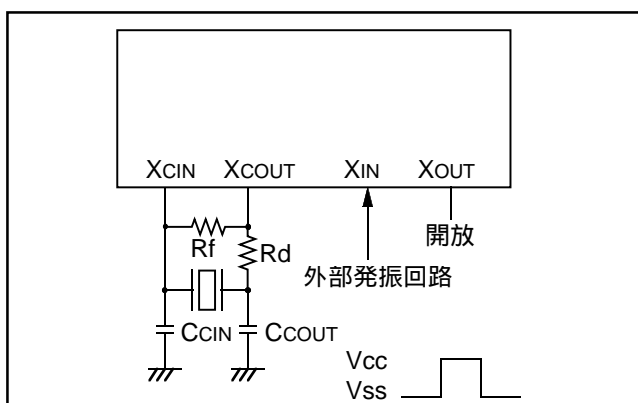 XCIN XCOUT XIN XOUT
開放
Rf
Rd
外部発振回路
CCIN CCOUT
Vcc
Vss